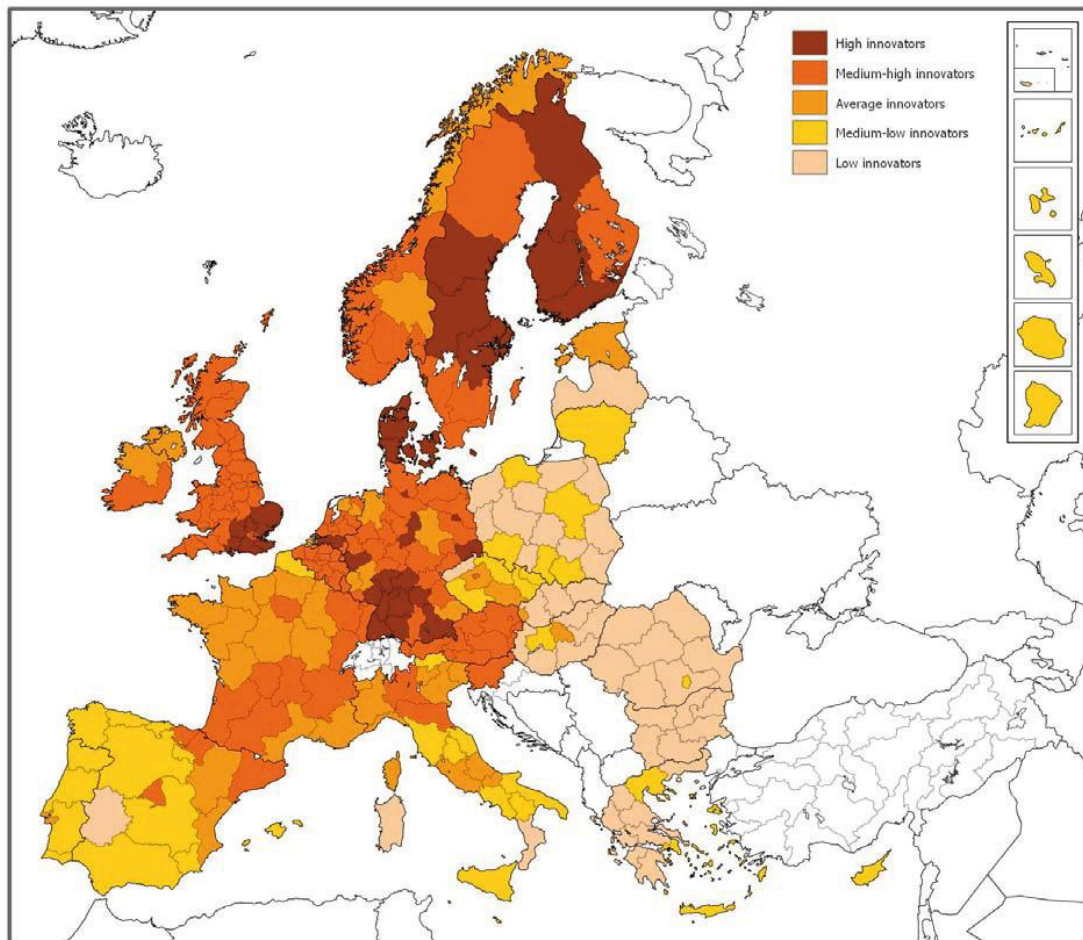 High innovators
Medium-high innovators
Average innovators
Medium-low innovators
Low innovators